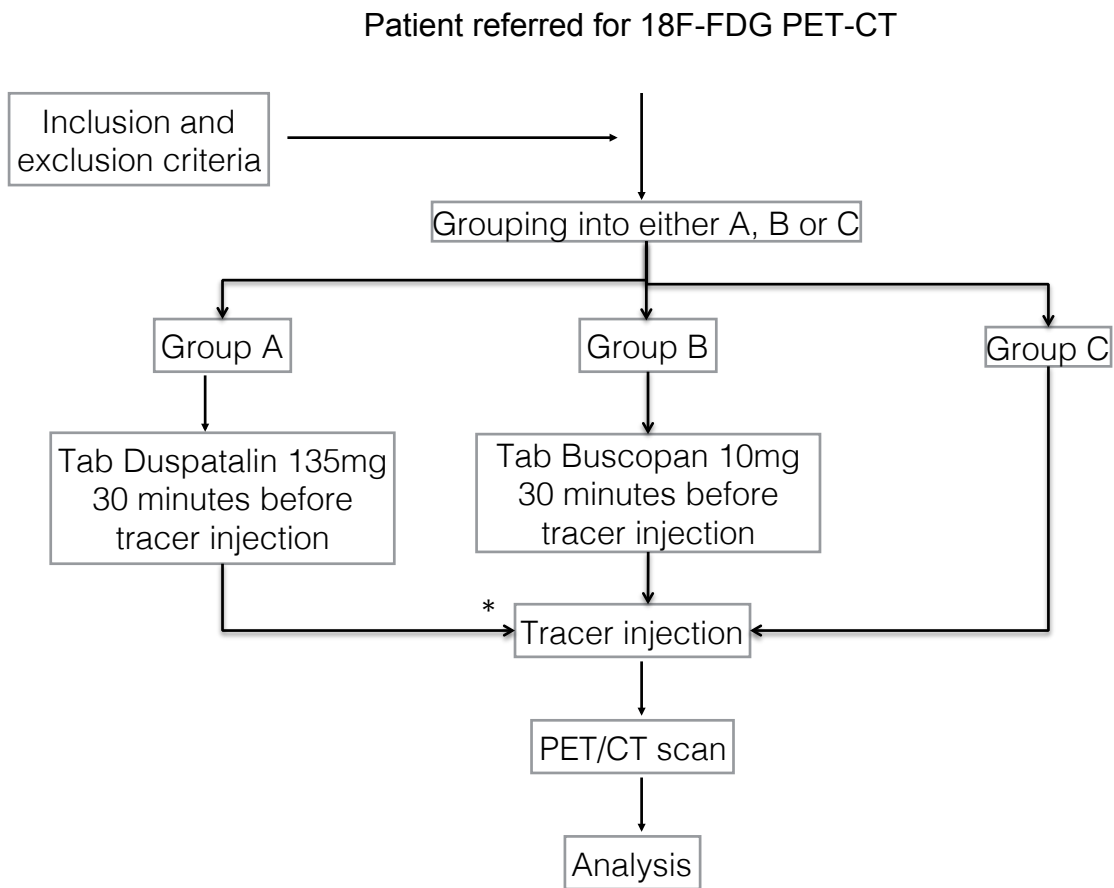 Patient referred for 18F-FDG PET-CT
Inclusion and
exclusion criteria
Grouping into either A, B or C
Group A
Group B
Group C
Tab Duspatalin 135mg
30 minutes before
tracer injection
Tab Buscopan 10mg
30 minutes before
tracer injection
*
Tracer injection
PET/CT scan
Analysis